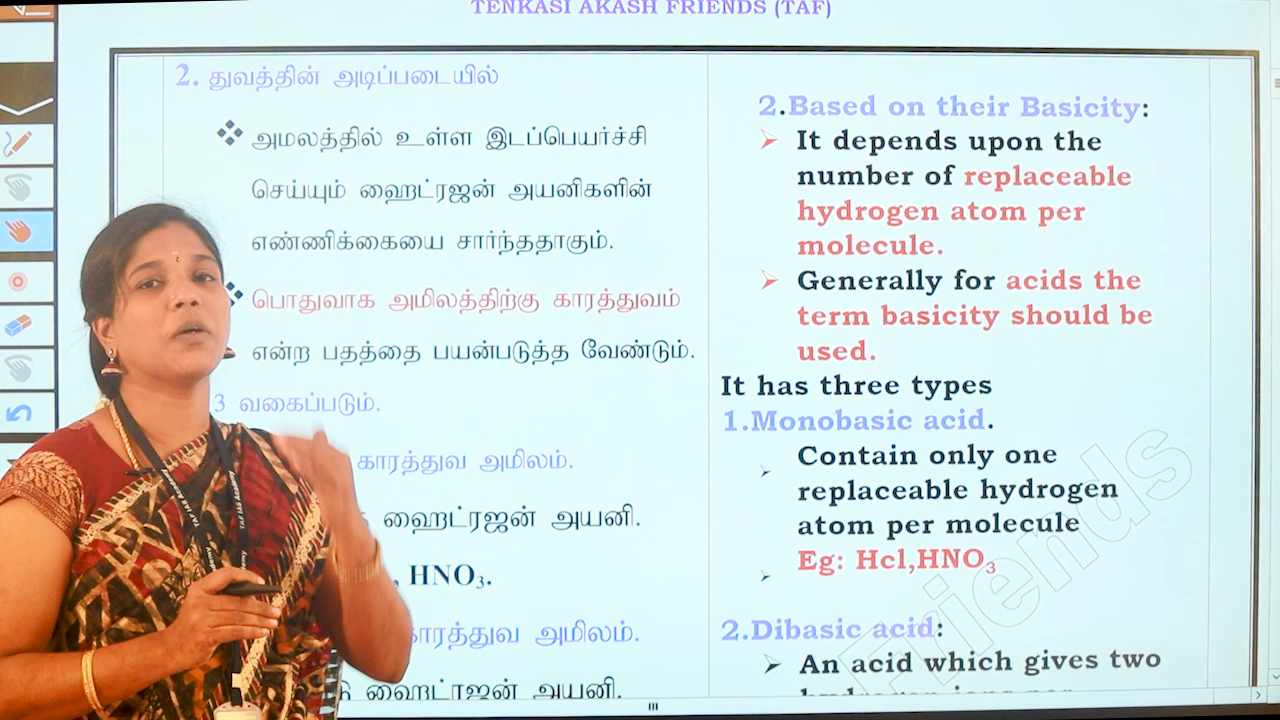 TENKASI AKASH FRIENDS (TAF)
2. துவத்தின் அடிப்படையில்
அமலத்தில் உள்ள இடப்பெயர்ச்சி
செய்யும் ஹைட்ரஜன் அயனிகளின்
எண்ணிக்கையை சார்ந்ததாகும்.
பொதுவாக அமிலத்திற்கு காரத்துவம்
என்ற பதத்தை பயன்படுத்த வேண்டும்.
3 வகைப்படும்.
காரத்துவ அமிலம்.
ஹைட்ரஜன் அயனி.
, HNO₃.
காரத்துவ அமிலம்.
ஹைட்ரஜன் அயனி.
2.Based on their Basicity:
It depends upon the
number of replaceable
hydrogen atom per
molecule.
Generally for acids the
term basicity should be
used.
It has three types
1.Monobasic acid.
Contain only one
replaceable hydrogen
atom per molecule
Eg: Hcl,HNO₃
2.Dibasic acid:
An acid which gives two
Friends
TAF IAS Academy